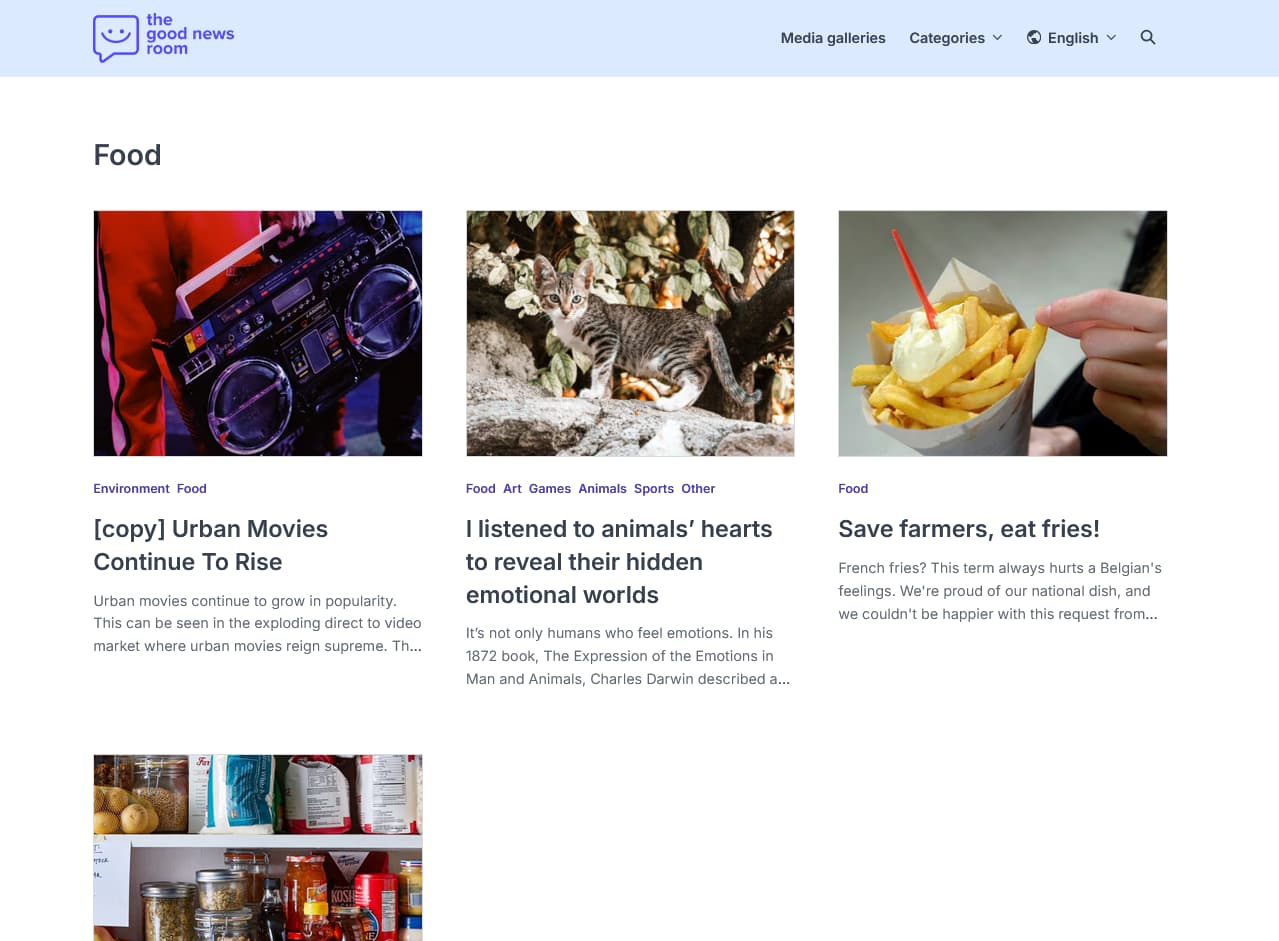 the
good news
room
Media galleries Categories English
Food
Environment Food
[copy] Urban Movies
Continue To Rise
Urban movies continue to grow in popularity.
This can be seen in the exploding direct to video
market where urban movies reign supreme. Th...
Food Art Games Animals Sports Other
I listened to animals’ hearts
to reveal their hidden
emotional worlds
It’s not only humans who feel emotions. In his
1872 book, The Expression of the Emotions in
Man and Animals, Charles Darwin described a...
Food
Save farmers, eat fries!
French fries? This term always hurts a Belgian's
feelings. We're proud of our national dish, and
we couldn't be happier with this request from...
KOSH